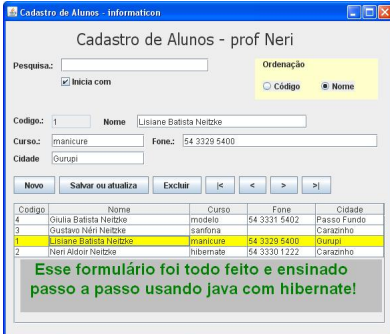 Cadastro de Alunos - informaticon
Cadastro de Alunos - prof Neri
Pesquisa.:
Inicia com
Ordenação
Código Nome
Codigo.: 1 Nome Lisiane Batista Neitzke
Curso.: manicure Fone.: 54 3329 5400
Cidade Gurupi
Novo Salvar ou atualiza Excluir |< < > >|
Codigo Nome Curso Fone Cidade
4 Giulia Batista Neitzke modelo 54 3331 5402 Passo Fundo
3 Gustavo Néri Neitzke sanfona Carazinho
1 Lisiane Batista Neitzke manicure 54 3329 5400 Gurupi
2 Neri Aldoir Neitzke hibernate 54 3330 1222 Carazinho
Esse formulário foi todo feito e ensinado
passo a passo usando java com hibernate!